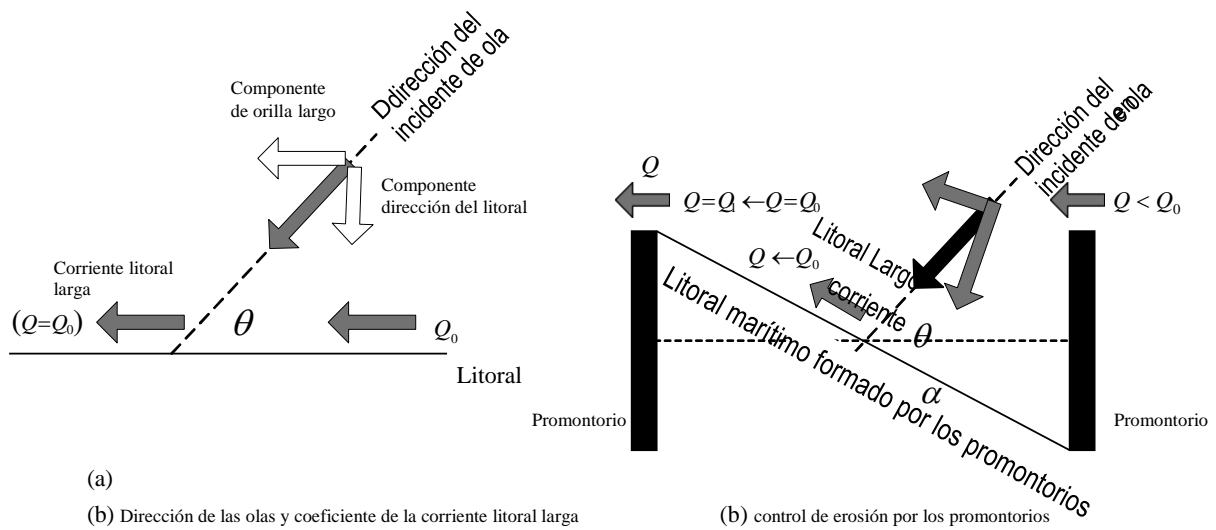 Ddirección del
incidente de ola
Componente
de orilla largo
Componente
dirección del litoral
Corriente litoral
larga
(Q=Q₀)
θ
Q₀
Litoral
(a)
(b) Dirección de las olas y coeficiente de la corriente litoral larga
Dirección del
incidente de ola
Q
Q=Q₁←Q=Q₀
Q < Q₀
Litoral Largo
corriente
Q ←Q₀
θ
Litoral marítimo formado por los promontorios
α
Promontorio
Promontorio
(b) control de erosión por los promontorios